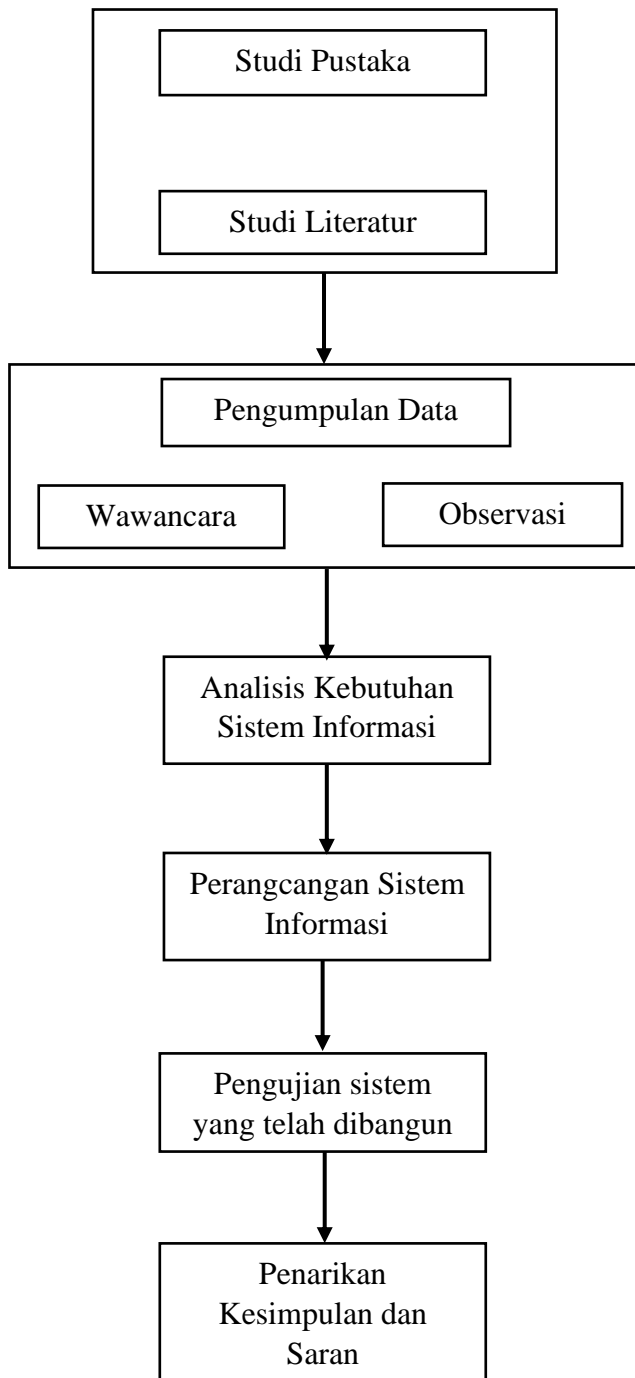 Studi Pustaka
Studi Literatur
Pengumpulan Data
Wawancara
Observasi
Analisis Kebutuhan
Sistem Informasi
Perangcangan Sistem
Informasi
Pengujian sistem
yang telah dibangun
Penarikan
Kesimpulan dan
Saran